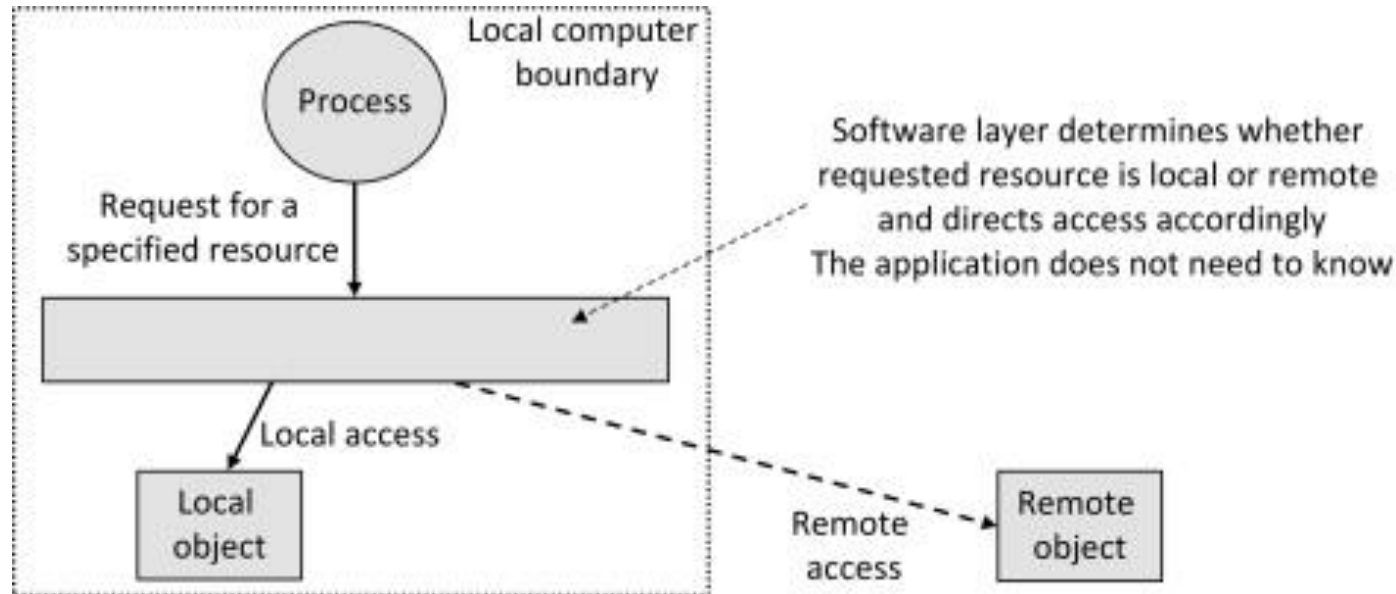 Local computer
boundary
Process
Software layer determines whether
requested resource is local or remote
and directs access accordingly
The application does not need to know
Request for a
specified resource
Local access
Local
object
Remote
access
Remote
object